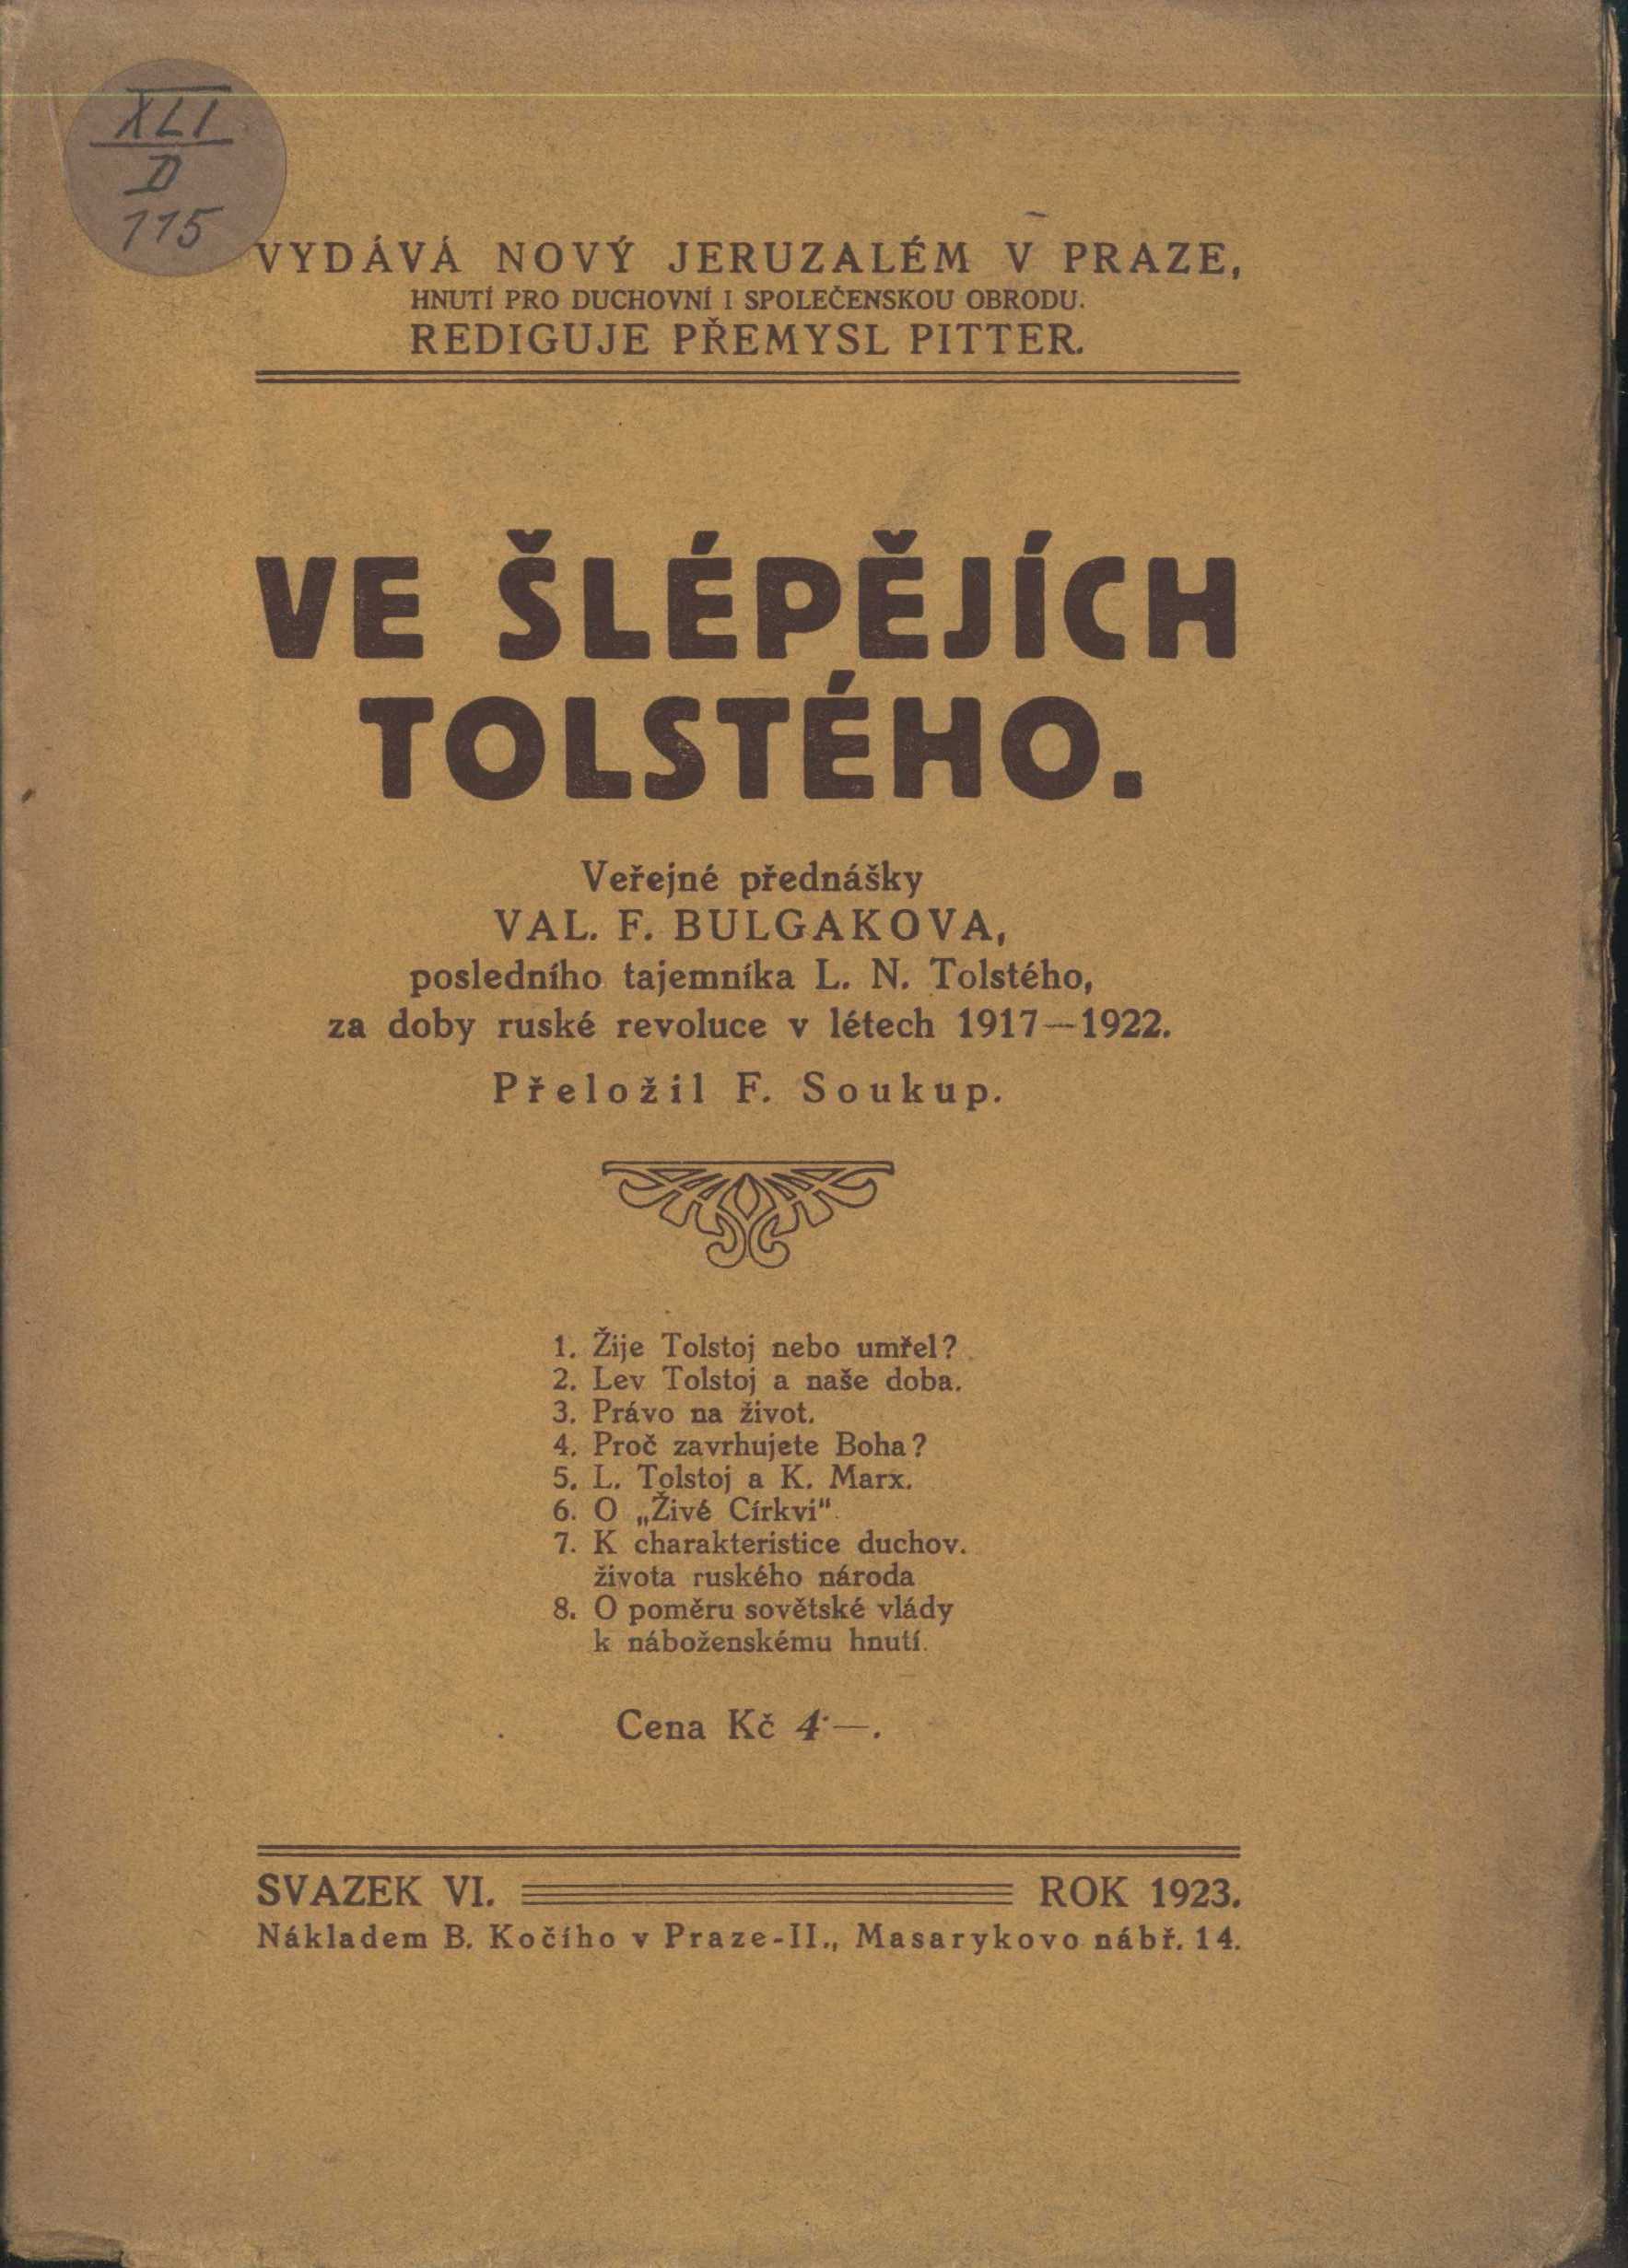 XLI
D
115
VYDÁVÁ NOVÝ JERUZALÉM V PRAZE,
HNUTÍ PRO DUCHOVNÍ I SPOLEČENSKOU OBRODU.
REDIGUJE PŘEMYSL PITTER.
VE ŠLÉPĚJÍCH
TOLSTÉHO.
Veřejné přednášky
VAL. F. BULGAKOVA,
posledního tajemníka L. N. Tolstého,
za doby ruské revoluce v létech 1917—1922.
Přeložil F. Soukup.
1. Žije Tolstoj nebo umřel?
2. Lev Tolstoj a naše doba.
3. Právo na život.
4. Proč zavrhujete Boha?
5. L. Tolstoj a K. Marx.
6. O „Živé Církvi".
7. K charakteristice duchov.
života ruského národa
8. O poměru sovětské vlády
k náboženskému hnutí.
Cena Kč 4·—.
SVAZEK VI. ROK 1923.
Nákladem B. Kočího v Praze-II., Masarykovo nábř. 14.